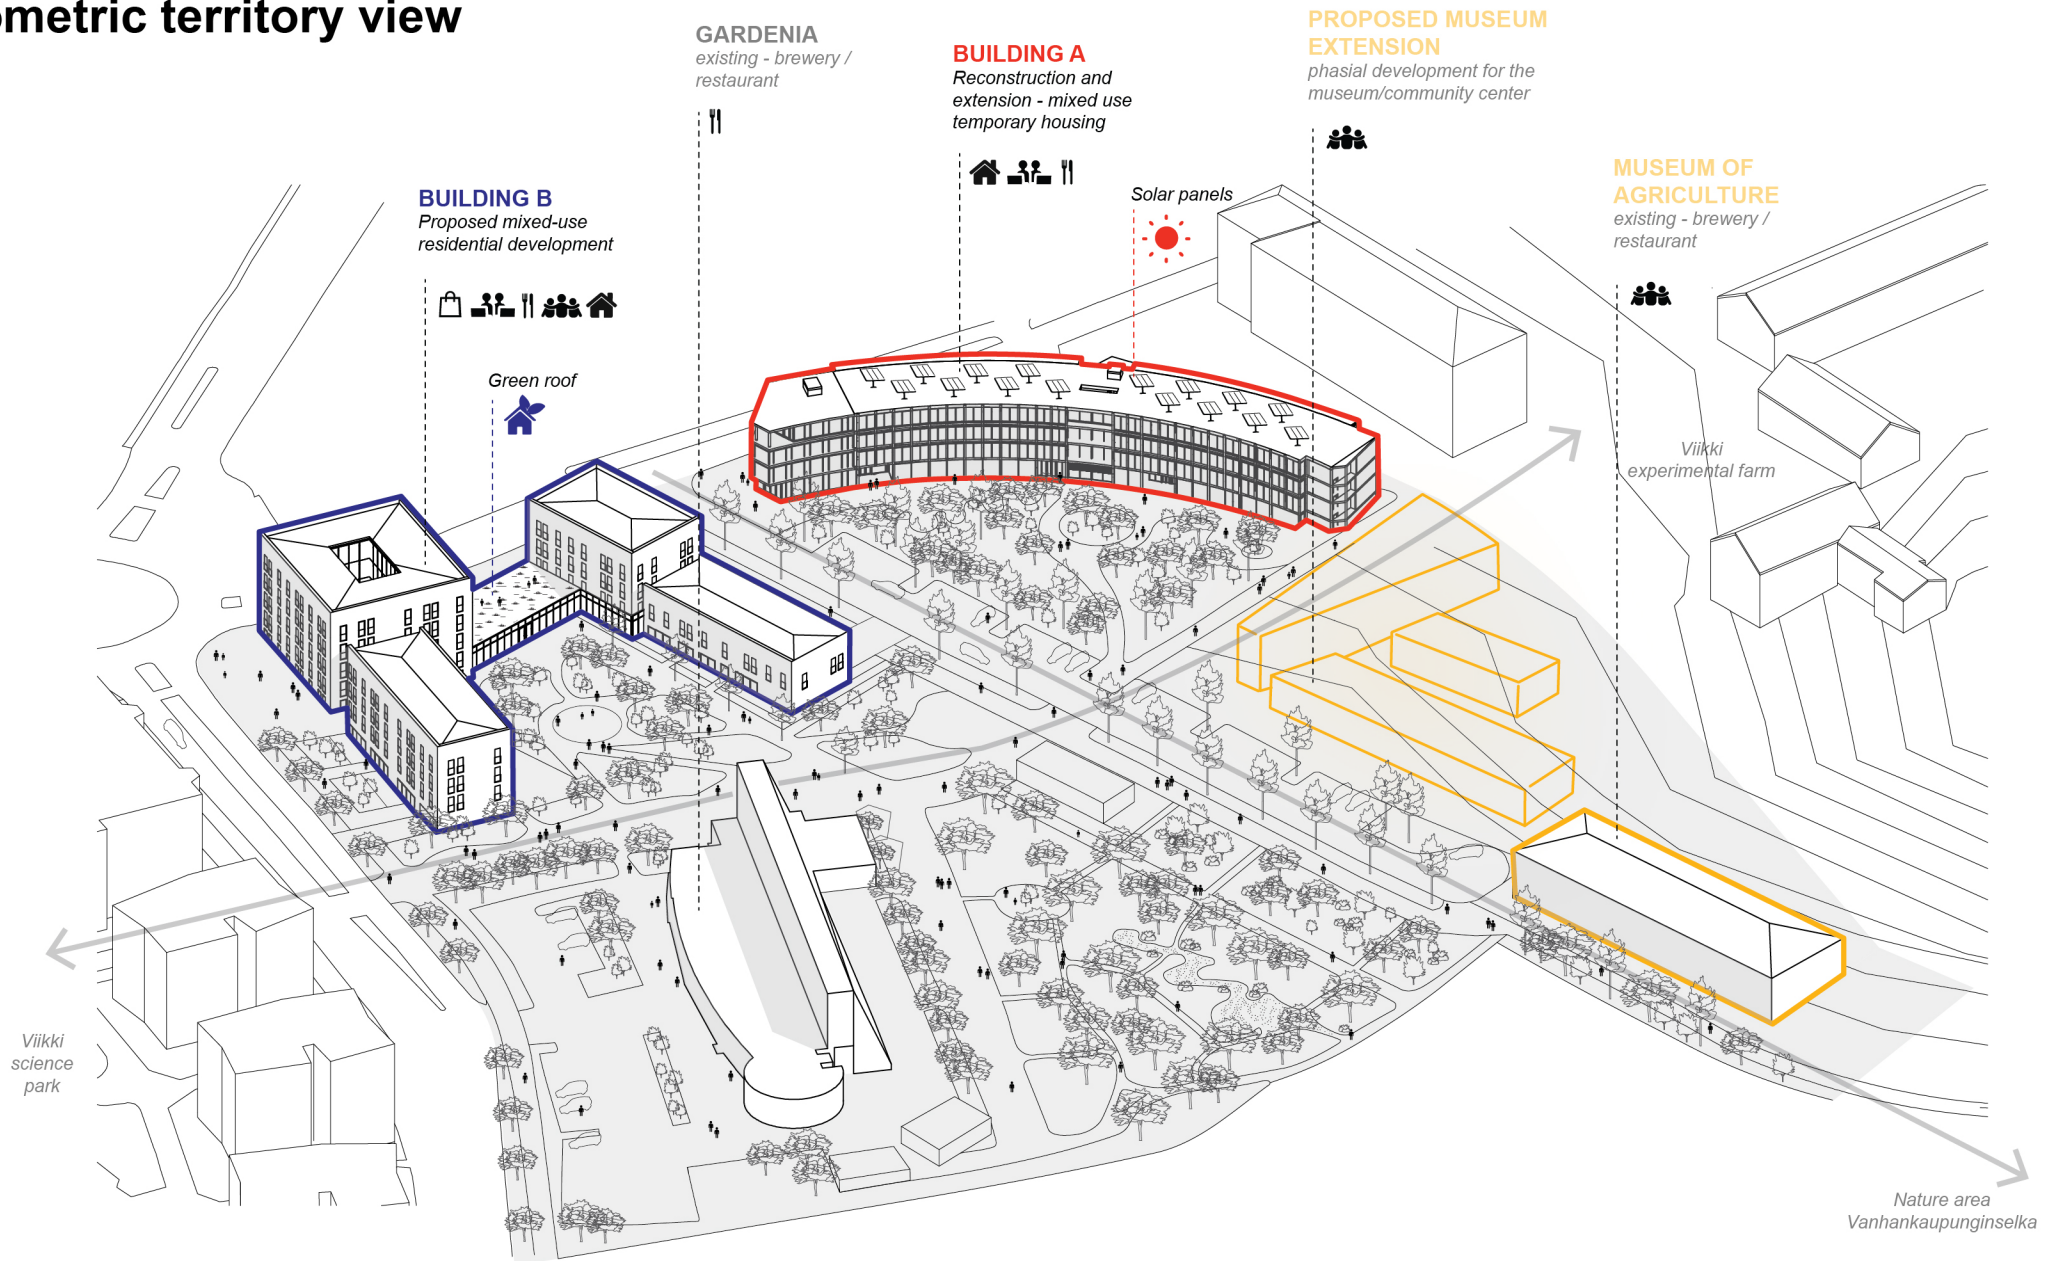 ometric territory view
GARDENIA
existing - brewery /
restaurant
BUILDING A
Reconstruction and
extension - mixed use
temporary housing
PROPOSED MUSEUM
EXTENSION
phasial development for the
museum/community center
MUSEUM OF
AGRICULTURE
existing - brewery /
restaurant
BUILDING B
Proposed mixed-use
residential development
Solar panels
Green roof
Viikki
experimental farm
Viikki
science
park
Nature area
Vanhankaupunginselka